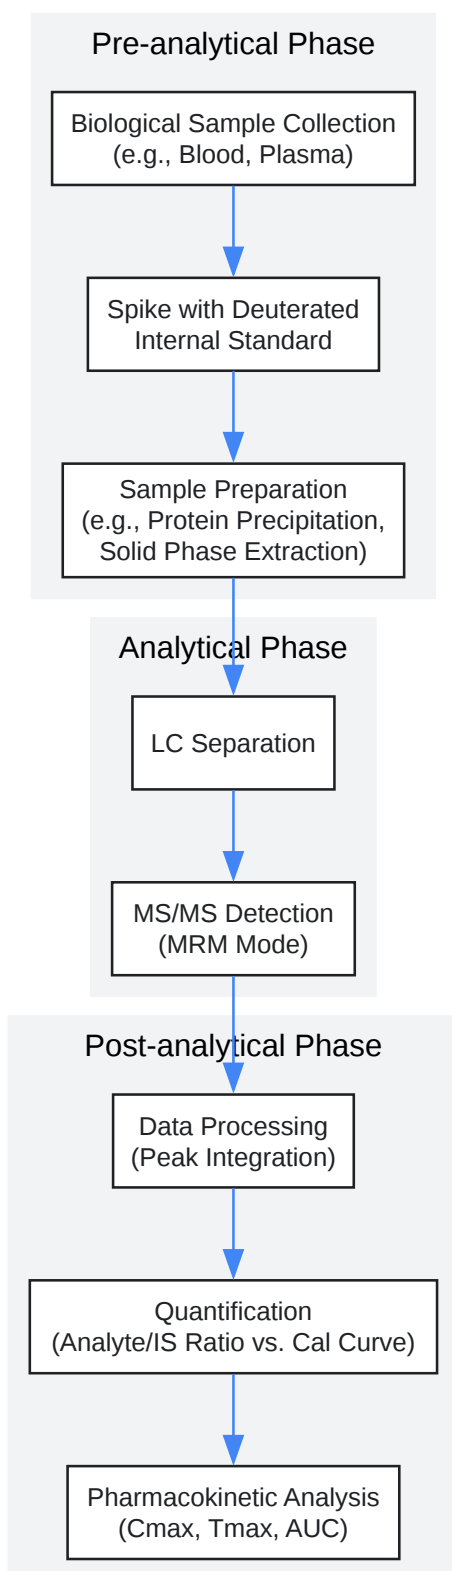 Pre-analytical Phase
Biological Sample Collection
(e.g., Blood, Plasma)
Spike with Deuterated
Internal Standard
Sample Preparation
(e.g., Protein Precipitation,
Solid Phase Extraction)
Analytical Phase
LC Separation
MS/MS Detection
(MRM Mode)
Post-analytical Phase
Data Processing
(Peak Integration)
Quantification
(Analyte/IS Ratio vs. Cal Curve)
Pharmacokinetic Analysis
(Cmax, Tmax, AUC)